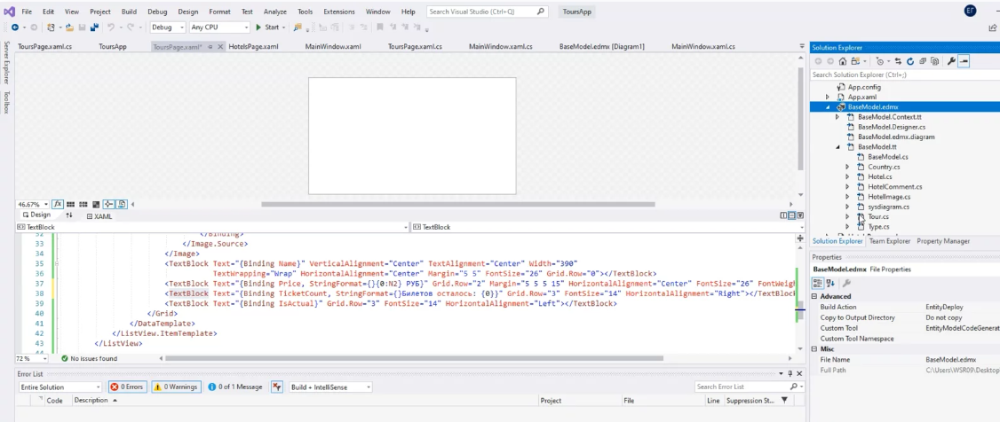 File Edit View Project Build Debug Design Format Test Analyze Tools Extensions Window Help Search Visual Studio (Ctrl+Q) ToursApp ЕГ
Debug Any CPU Start
ToursPage.xaml.cs ToursApp ToursPage.xaml* HotelsPage.xaml MainWindow.xaml ToursPage.xaml.cs MainWindow.xaml.cs BaseModel.edmx [Diagram1] MainWindow.xaml.cs
Server Explorer
Toolbox
46.67% fx
Design XAML
TextBlock TextBlock
32 </Binding>
33 </Image.Source>
34 </Image>
35 <TextBlock Text="{Binding Name}" VerticalAlignment="Center" TextAlignment="Center" Width="390"
36 TextWrapping="Wrap" HorizontalAlignment="Center" Margin="5 5" FontSize="26" Grid.Row="0"></TextBlock>
37 <TextBlock Text="{Binding Price, StringFormat={}{0:N2} РУБ}" Grid.Row="2" Margin="5 5 5 15" HorizontalAlignment="Center" FontSize="26" FontWeigh
38 <TextBlock Text="{Binding TicketCount, StringFormat={}Билетов осталось: {0}}" Grid.Row="3" FontSize="14" HorizontalAlignment="Right"></TextBlock
39 <TextBlock Text="{Binding IsActual}" Grid.Row="3" FontSize="14" HorizontalAlignment="Left"></TextBlock>
40 </Grid>
41 </DataTemplate>
42 </ListView.ItemTemplate>
43 </ListView>
72 % No issues found
Error List
Entire Solution 0 Errors 0 Warnings 0 of 1 Message Build + IntelliSense Search Error List
Code Description Project File Line Suppression St...
Solution Explorer
Search Solution Explorer (Ctrl+;)
App.config
App.xaml
BaseModel.edmx
BaseModel.Context.tt
BaseModel.Designer.cs
BaseModel.edmx.diagram
BaseModel.tt
BaseModel.cs
Country.cs
Hotel.cs
HotelComment.cs
HotelImage.cs
sysdiagram.cs
Tour.cs
Type.cs
Solution Explorer Team Explorer Property Manager
Properties
BaseModel.edmx File Properties
Advanced
Build Action EntityDeploy
Copy to Output Directory Do not copy
Custom Tool EntityModelCodeGenerat
Custom Tool Namespace
Misc
File Name BaseModel.edmx
Full Path C:\Users\WSR09\Desktop